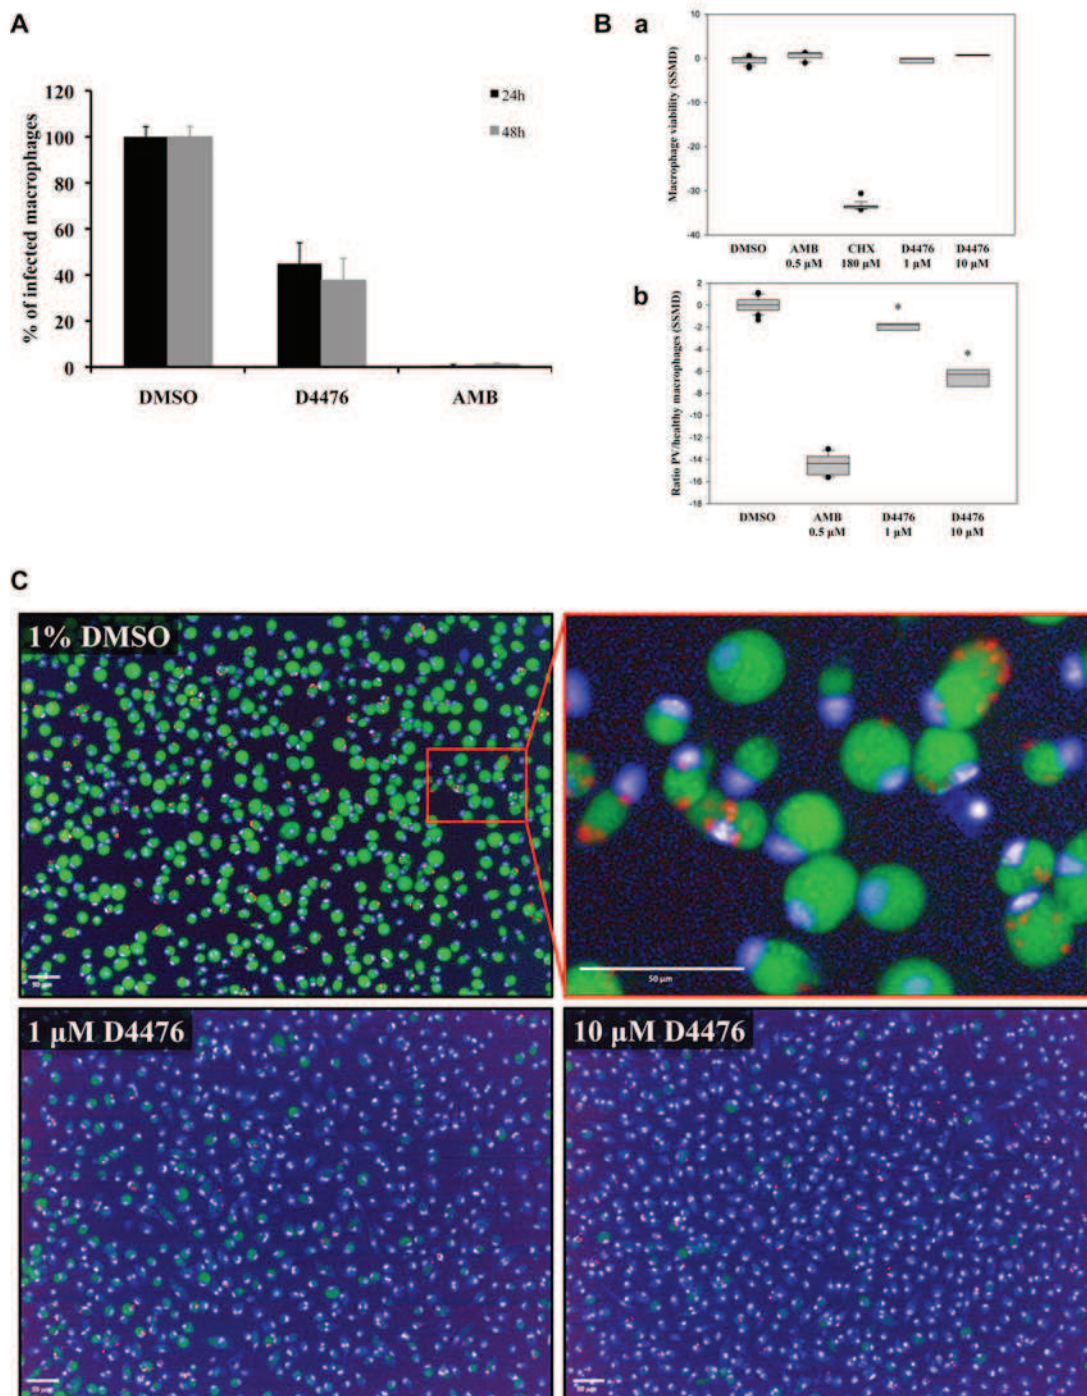 A
% of infected macrophages
120
100
80
60
40
20
0
24h
48h
DMSO D4476 AMB
B a
Macrophage viability (SSMD)
10
0
-10
-20
-30
-40
DMSO AMB CHX D4476 D4476
0.5 µM 180 µM 1 µM 10 µM
b
Ratio PV/healthy macrophages (SSMD)
2
0
-2
-4
-6
-8
-10
-12
-14
-16
-18
*
*
DMSO AMB D4476 D4476
0.5 µM 1 µM 10 µM
C
1% DMSO
50 µm
1 µM D4476
10 µM D4476